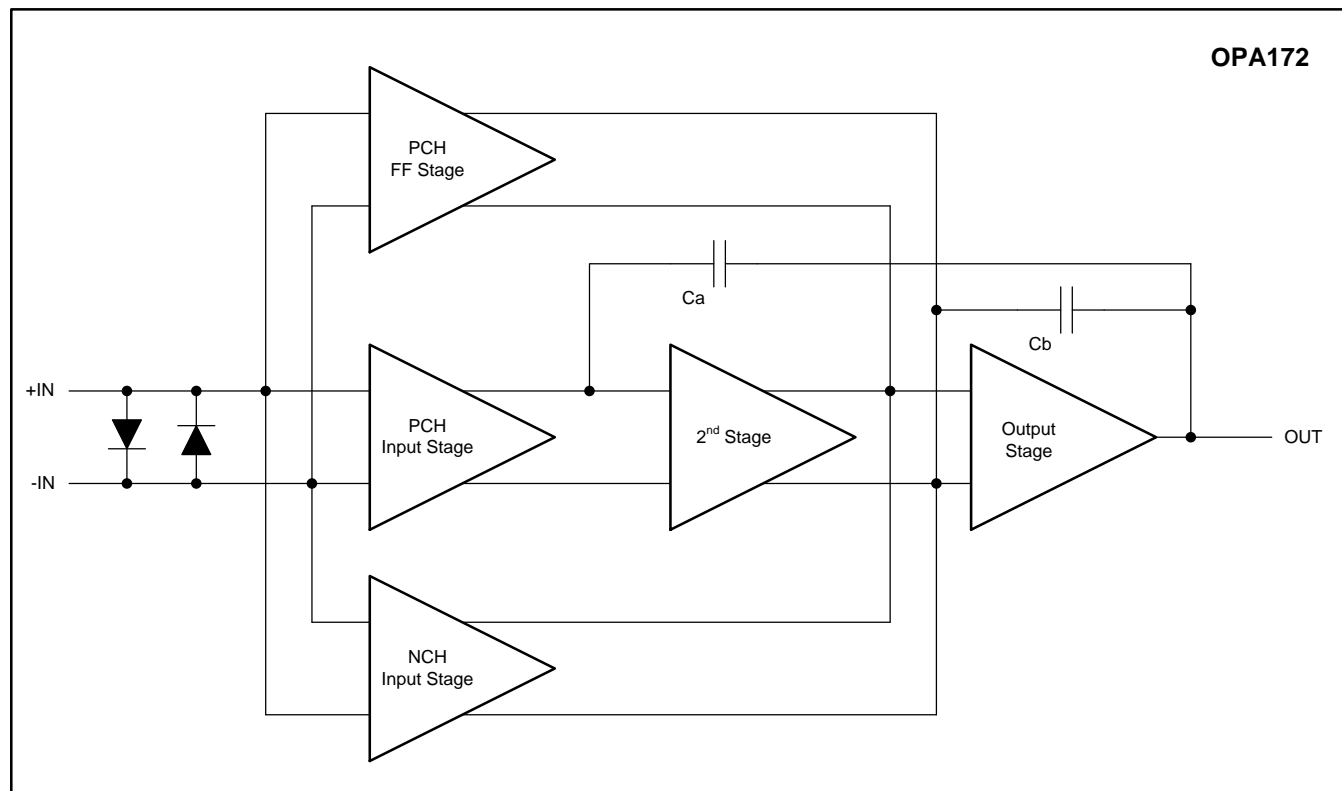 OPA172
PCH
FF Stage
Ca
Cb
+IN
PCH
Input Stage
2nd Stage
Output
Stage
OUT
-IN
NCH
Input Stage